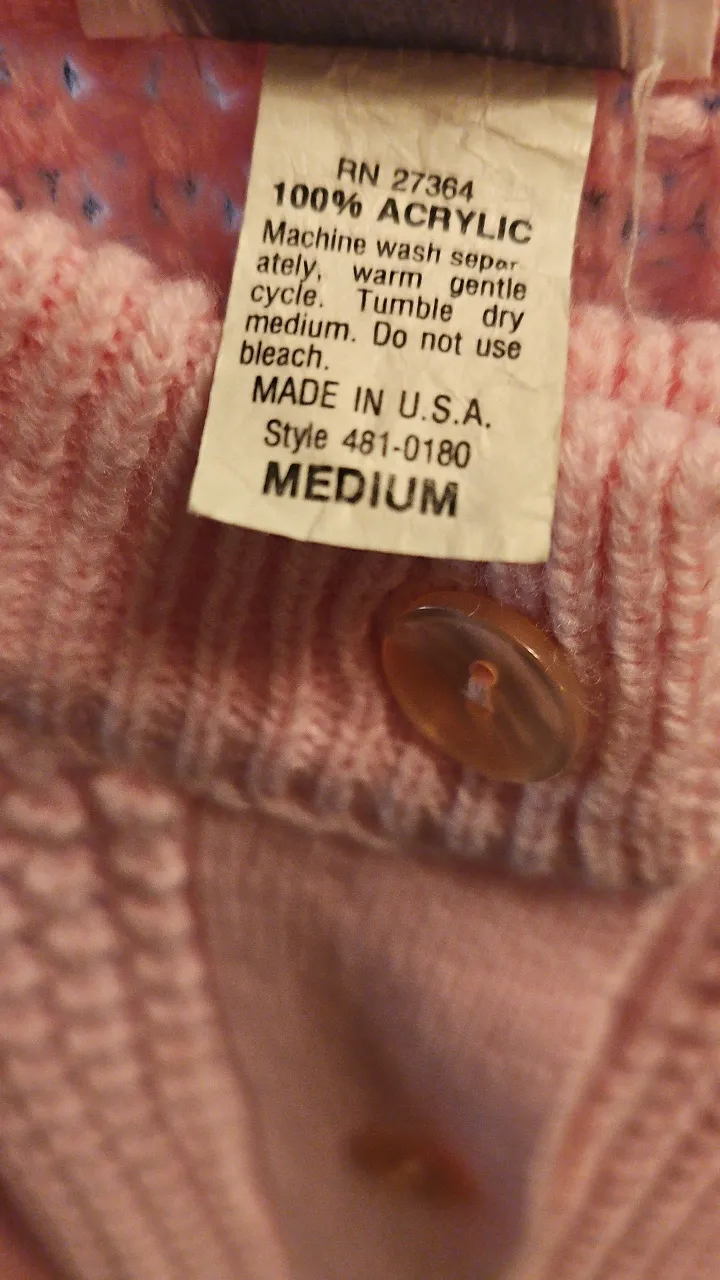 RN 27364
100% ACRYLIC
Machine wash separ-
ately, warm gentle
cycle. Tumble dry
medium. Do not use
bleach.
MADE IN U.S.A.
Style 481-0180
MEDIUM